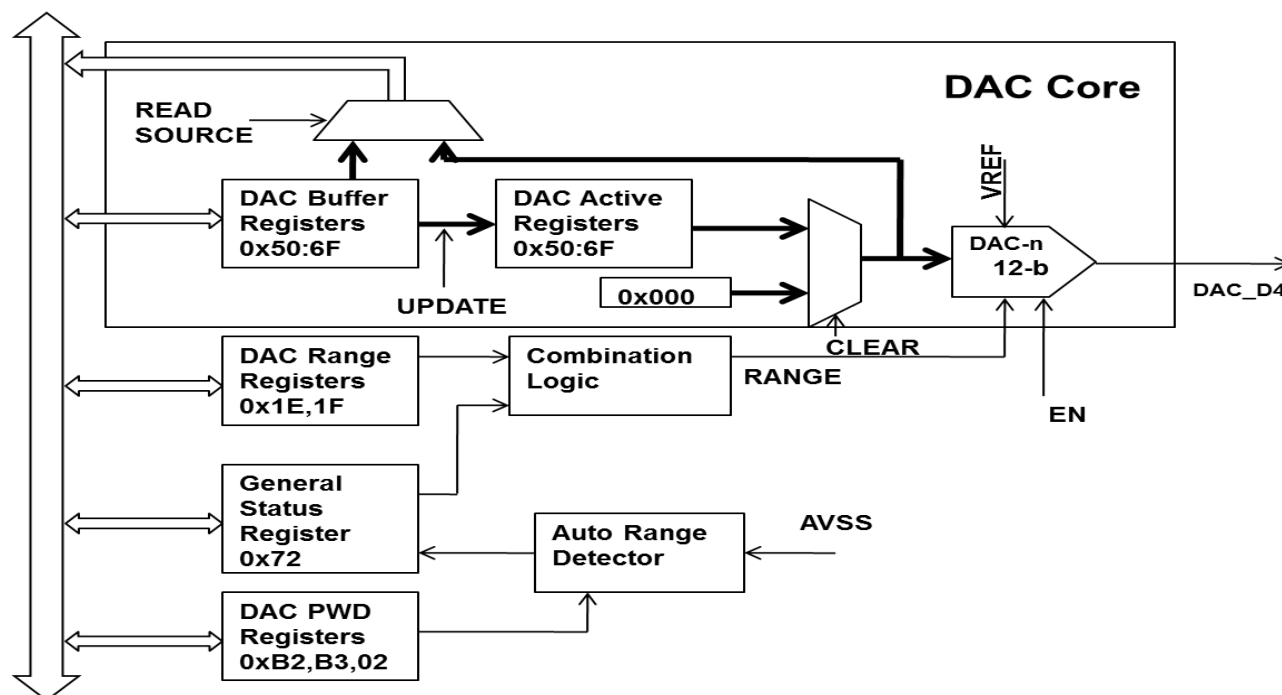 DAC Core
READ
SOURCE
DAC Buffer
Registers
0x50:6F
DAC Active
Registers
0x50:6F
VREF
DAC-n
12-b
DAC_D4
UPDATE
0x000
CLEAR
DAC Range
Registers
0x1E,1F
Combination
Logic
RANGE
EN
General
Status
Register
0x72
Auto Range
Detector
AVSS
DAC PWD
Registers
0xB2,B3,02